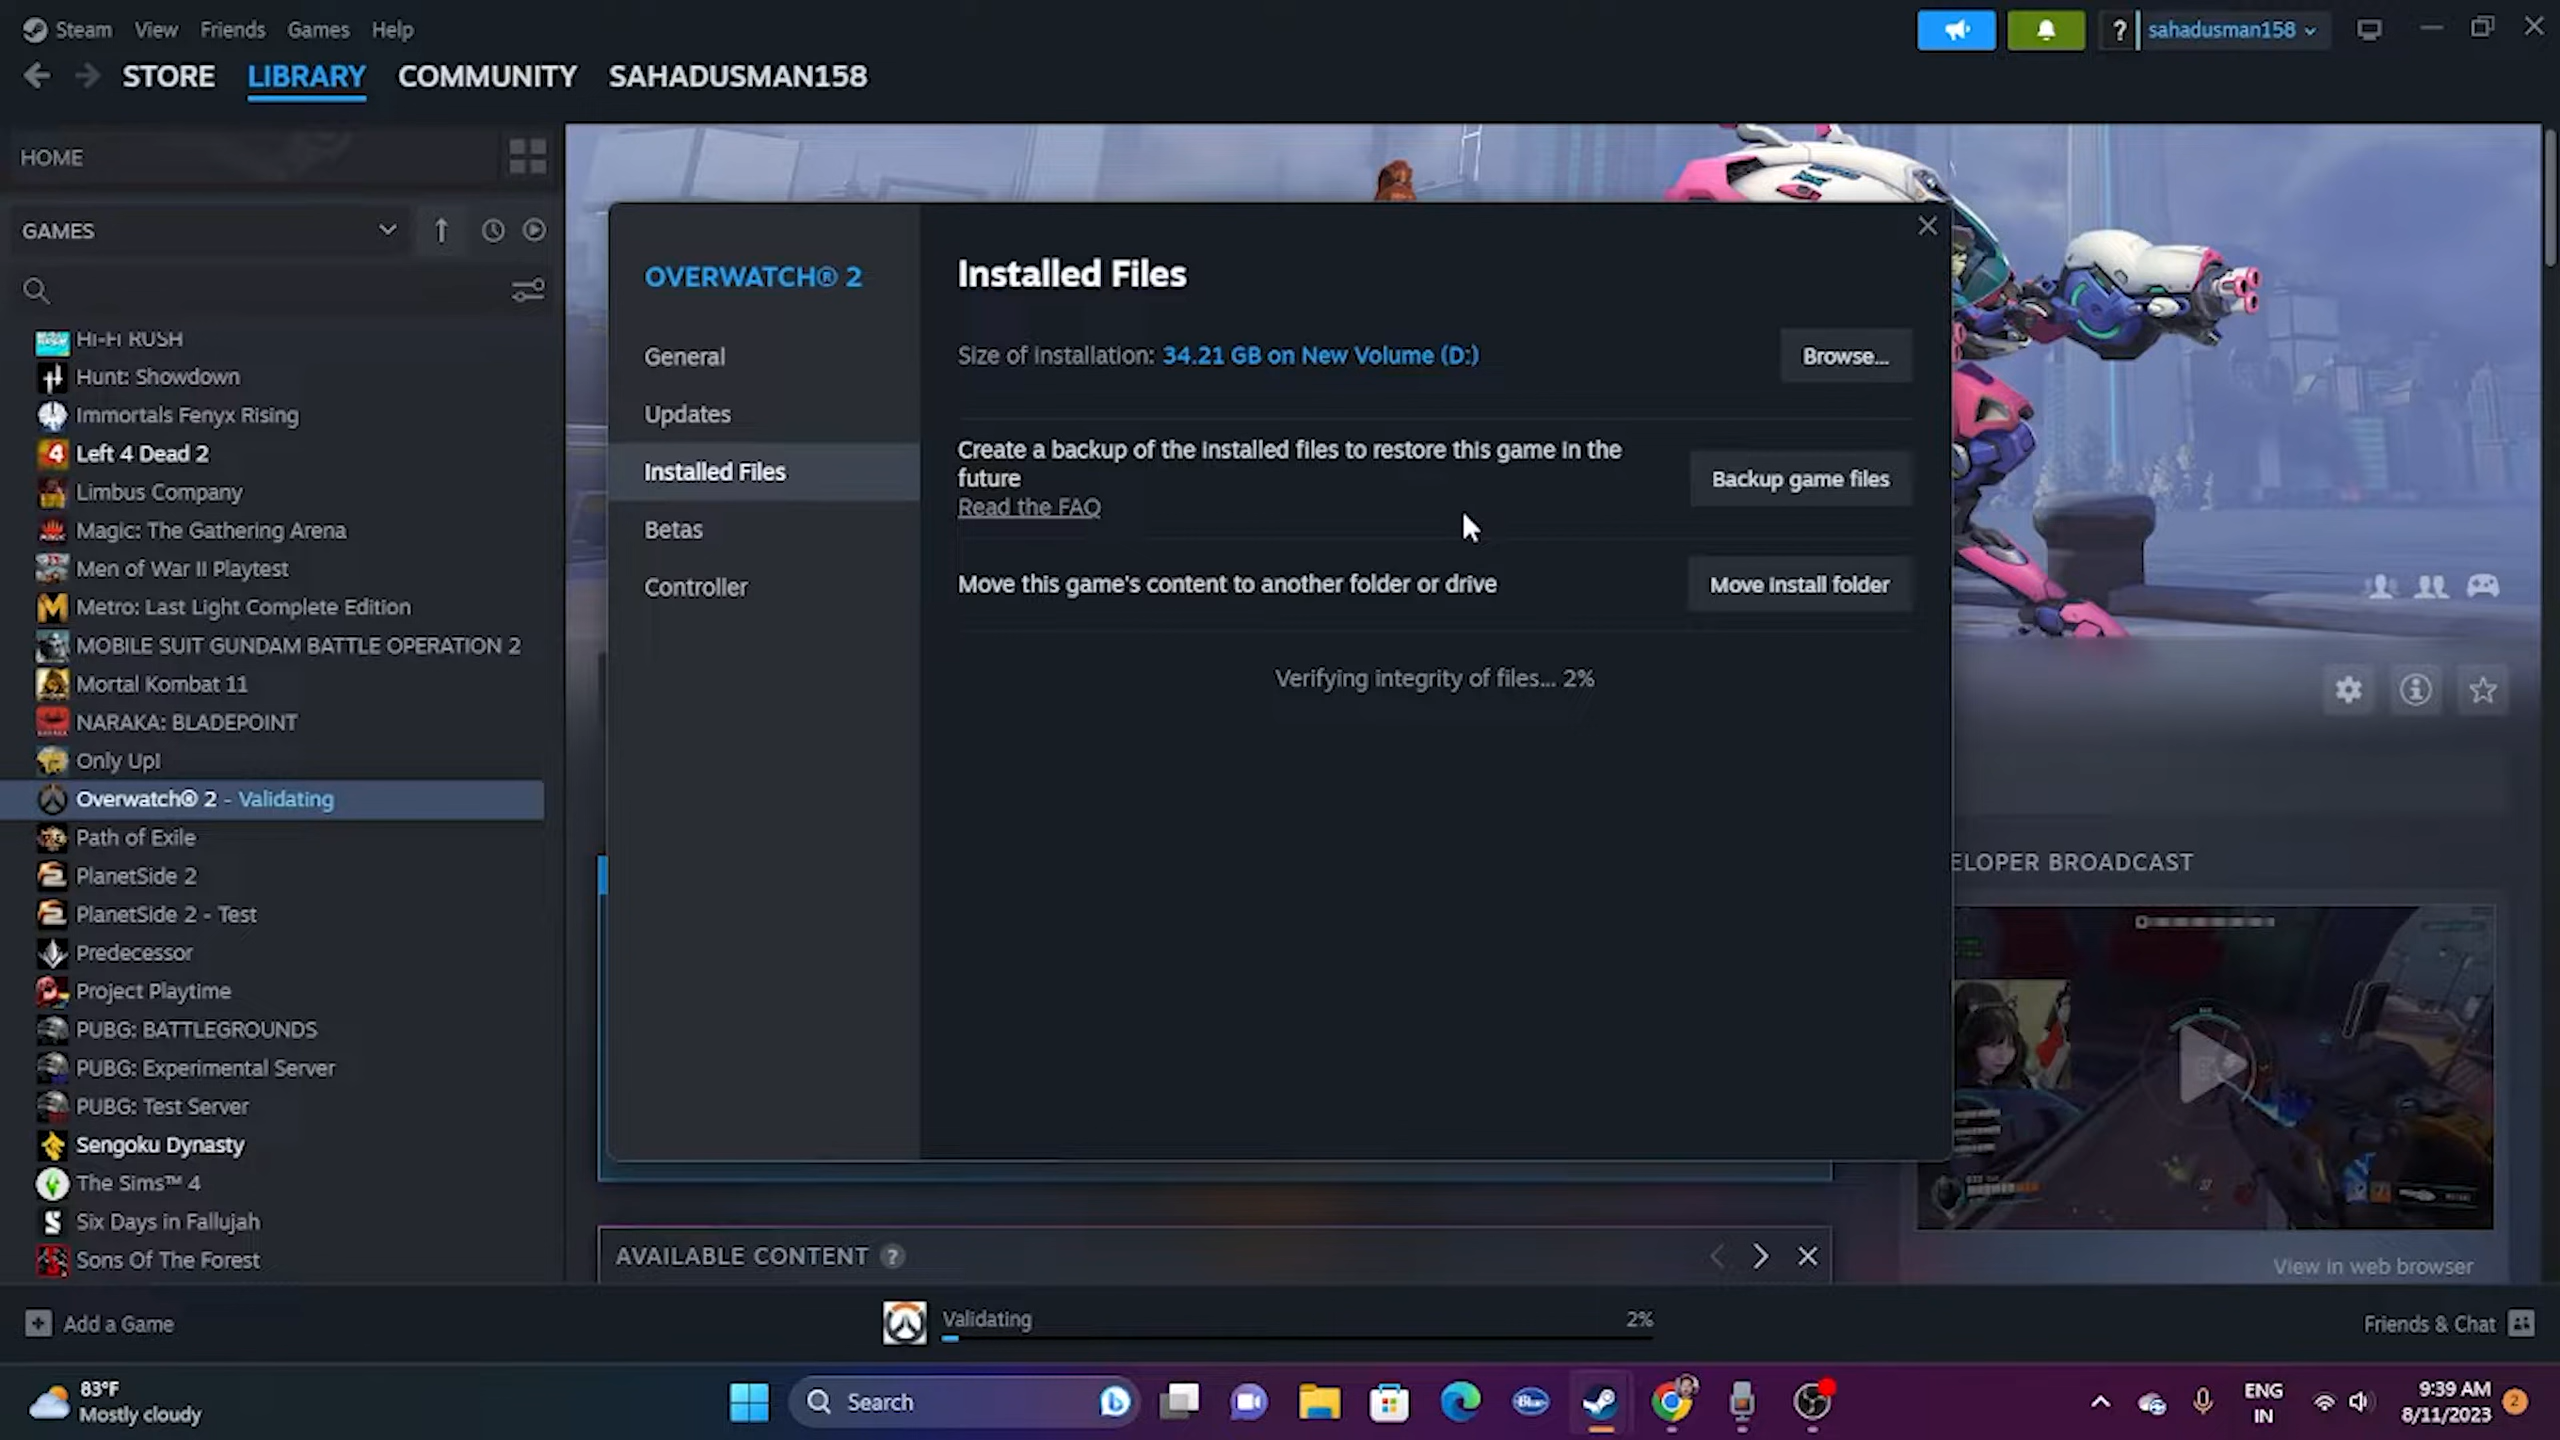 Steam View Friends Games Help
? sahadusman158
STORE LIBRARY COMMUNITY SAHADUSMAN158
HOME
GAMES
Hi-Fi RUSH
Hunt: Showdown
Immortals Fenyx Rising
Left 4 Dead 2
Limbus Company
Magic: The Gathering Arena
Men of War II Playtest
Metro: Last Light Complete Edition
MOBILE SUIT GUNDAM BATTLE OPERATION 2
Mortal Kombat 11
NARAKA: BLADEPOINT
Only Up!
Overwatch® 2 - Validating
Path of Exile
PlanetSide 2
PlanetSide 2 - Test
Predecessor
Project Playtime
PUBG: BATTLEGROUNDS
PUBG: Experimental Server
PUBG: Test Server
Sengoku Dynasty
The Sims™ 4
Six Days in Fallujah
Sons Of The Forest
OVERWATCH® 2
General
Updates
Installed Files
Betas
Controller
Installed Files
Size of installation: 34.21 GB on New Volume (D:)
Browse...
Create a backup of the installed files to restore this game in the
future
Read the FAQ
Backup game files
Move this game's content to another folder or drive
Move install folder
Verifying integrity of files... 2%
ELOPER BROADCAST
View in web browser
AVAILABLE CONTENT ?
Add a Game
Validating 2%
Friends & Chat
83°F
Mostly cloudy
Search
Blue
ENG
IN
9:39 AM
8/11/2023
2